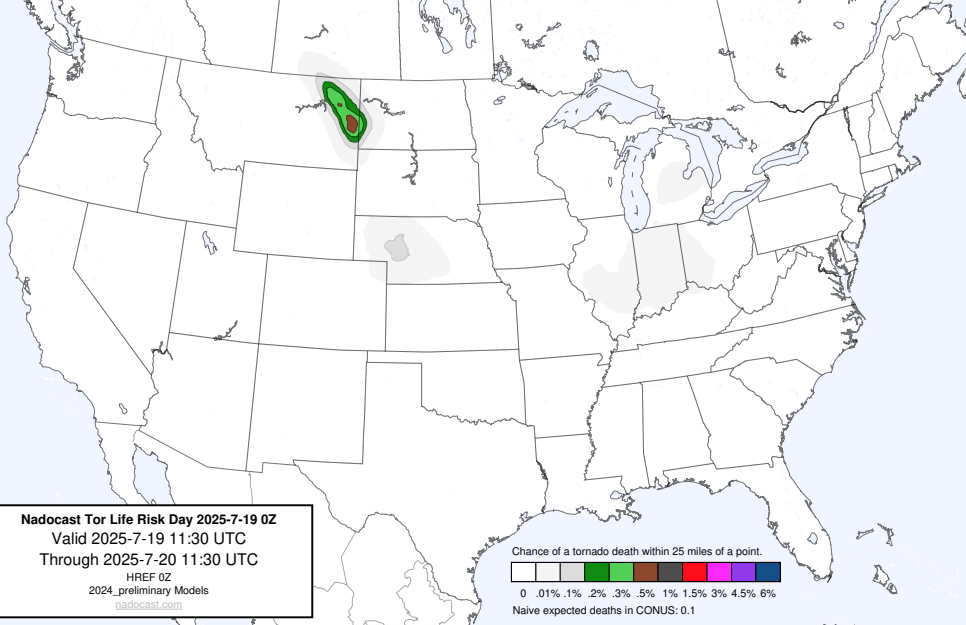 Nadocast Tor Life Risk Day 2025-7-19 0Z
Valid 2025-7-19 11:30 UTC
Through 2025-7-20 11:30 UTC
HREF 0Z
2024_preliminary Models
nadocast.com
Chance of a tornado death within 25 miles of a point.
0 .01% .1% .2% .3% .5% 1% 1.5% 3% 4.5% 6%
Naive expected deaths in CONUS: 0.1